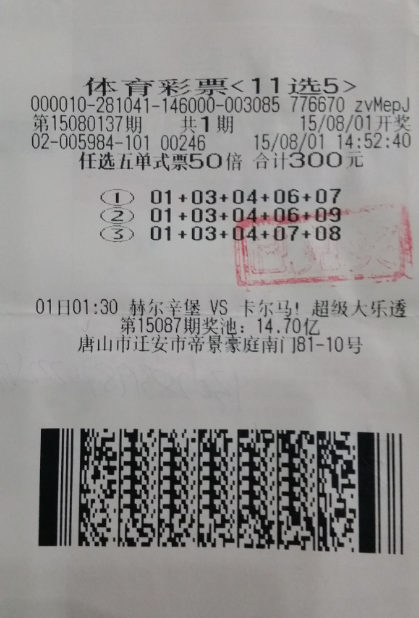 体育彩票<11选5>
000010-281041-146000-003085 776670 zvMepJ
第15080137期 共1期 15/08/01开奖
02-005984-101 00246 15/08/01 14:52:40
任选五单式票50倍 合计300元
① 01+03+04+06+07
② 01+03+04+06+09
③ 01+03+04+07+08
01日01:30 赫尔辛堡 VS 卡尔马! 超级大乐透
第15087期奖池: 14.70亿
唐山市迁安市帝景豪庭南门81-10号